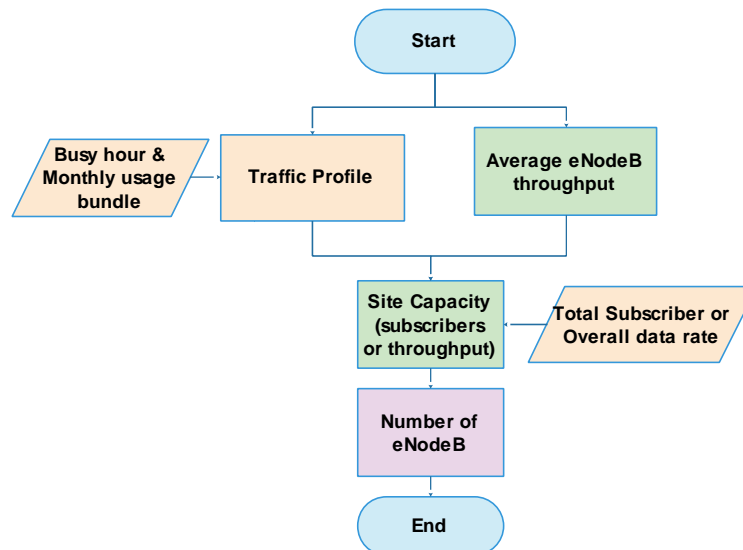 Start
Busy hour &
Monthly usage
bundle
Traffic Profile
Average eNodeB
throughput
Site Capacity
(subscribers
or throughput)
Total Subscriber or
Overall data rate
Number of
eNodeB
End